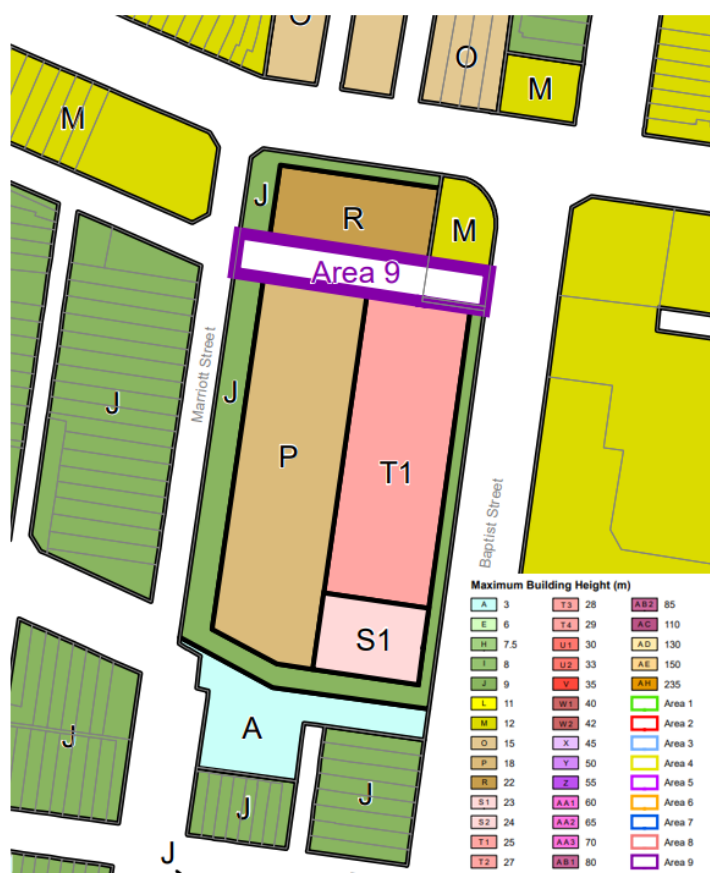 O
O
M
M
J
R
M
Area 9
Marriott Street
J
J
P
T1
Baptist Street
S1
A
J
J
J
J
Maximum Building Height (m)
A 3
E 6
H 7.5
I 8
J 9
L 11
M 12
O 15
P 18
R 22
S1 23
S2 24
T1 25
T2 27
T3 28
T4 29
U1 30
U2 33
V 35
W1 40
W2 42
X 45
Y 50
Z 55
AA1 60
AA2 65
AA3 70
AB1 80
AB2 85
AC 110
AD 130
AE 150
AH 235
Area 1
Area 2
Area 3
Area 4
Area 5
Area 6
Area 7
Area 8
Area 9